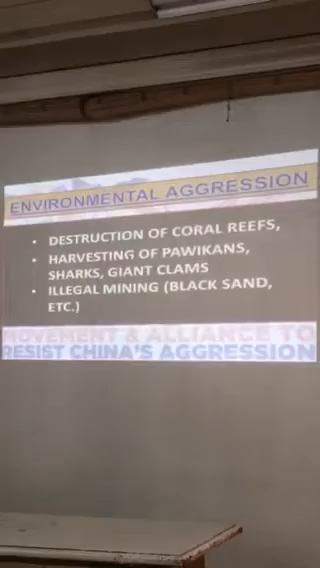 ENVIRONMENTAL AGGRESSION
• DESTRUCTION OF CORAL REEFS,
• HARVESTING OF PAWIKANS,
SHARKS, GIANT CLAMS
• ILLEGAL MINING (BLACK SAND,
ETC.)
MOVEMENT & ALLIANCE TO
RESIST CHINA'S AGGRESSION